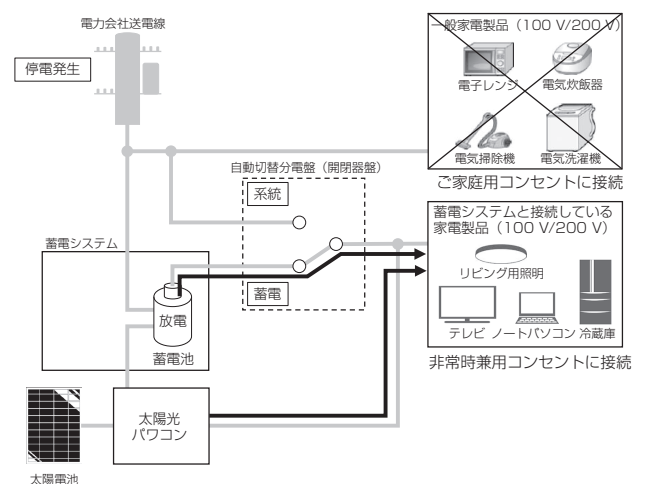 電力会社送電線
停電発生
一般家電製品（100 V/200 V）
電子レンジ
電気炊飯器
電気掃除機
電気洗濯機
ご家庭用コンセントに接続
自動切替分電盤（開閉器盤）
系統
蓄電
蓄電システムと接続している
家電製品（100 V/200 V）
リビング用照明
テレビ
ノートパソコン
冷蔵庫
非常時兼用コンセントに接続
蓄電システム
放電
蓄電池
太陽光
パワコン
太陽電池